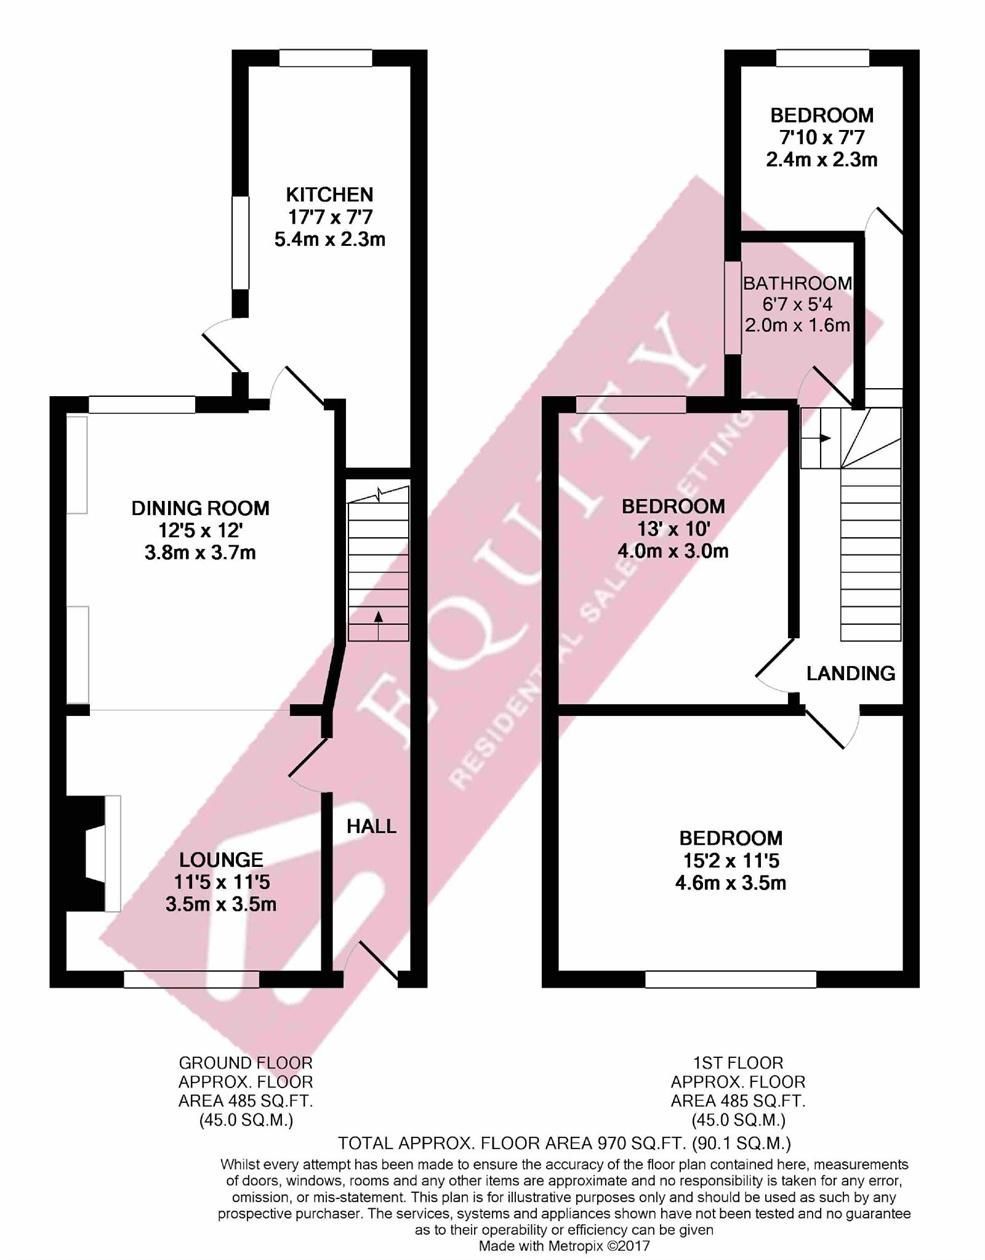 KITCHEN
17'7 x 7'7
5.4m x 2.3m
DINING ROOM
12'5 x 12'
3.8m x 3.7m
LOUNGE
11'5 x 11'5
3.5m x 3.5m
HALL
BEDROOM
7'10 x 7'7
2.4m x 2.3m
BATHROOM
6'7 x 5'4
2.0m x 1.6m
BEDROOM
13' x 10'
4.0m x 3.0m
LANDING
BEDROOM
15'2 x 11'5
4.6m x 3.5m
EQUITY
RESIDENTIAL SALES & LETTINGS
GROUND FLOOR
APPROX. FLOOR
AREA 485 SQ.FT.
(45.0 SQ.M.)
1ST FLOOR
APPROX. FLOOR
AREA 485 SQ.FT.
(45.0 SQ.M.)
TOTAL APPROX. FLOOR AREA 970 SQ.FT. (90.1 SQ.M.)
Whilst every attempt has been made to ensure the accuracy of the floor plan contained here, measurements
of doors, windows, rooms and any other items are approximate and no responsibility is taken for any error,
omission, or mis-statement. This plan is for illustrative purposes only and should be used as such by any
prospective purchaser. The services, systems and appliances shown have not been tested and no guarantee
as to their operability or efficiency can be given
Made with Metropix ©2017